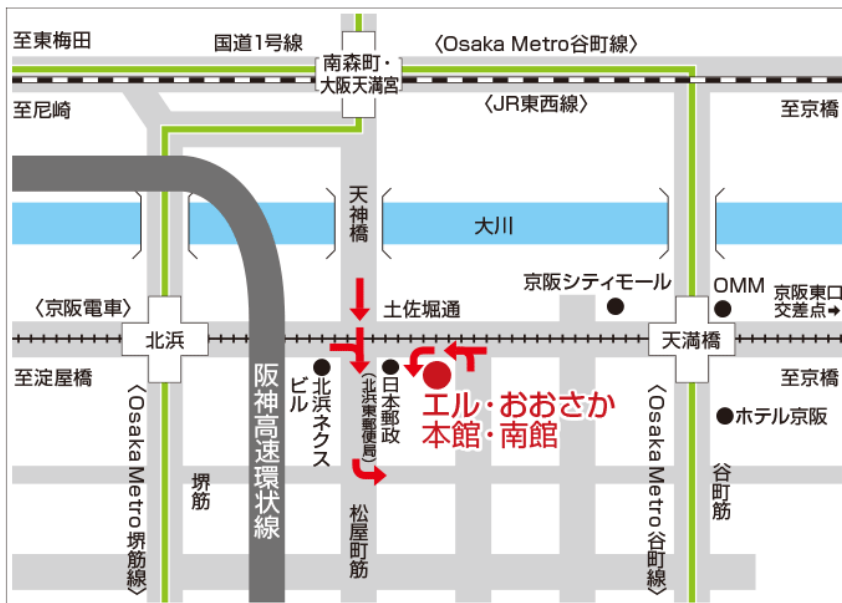 至東梅田
国道1号線
〈Osaka Metro谷町線〉
南森町・
大阪天満宮
至尼崎
〈JR東西線〉
至京橋
天神橋
大川
京阪シティモール
OMM
京阪東口
交差点➡
〈京阪電車〉
土佐堀通
北浜
天満橋
至淀屋橋
阪神高速環状線
北浜ネクス
ビル
(北浜東郵便局)
日本郵政
エル・おおさか
本館・南館
至京橋
ホテル京阪
〈Osaka Metro堺筋線〉
堺筋
松屋町筋
〈Osaka Metro谷町線〉
谷町筋